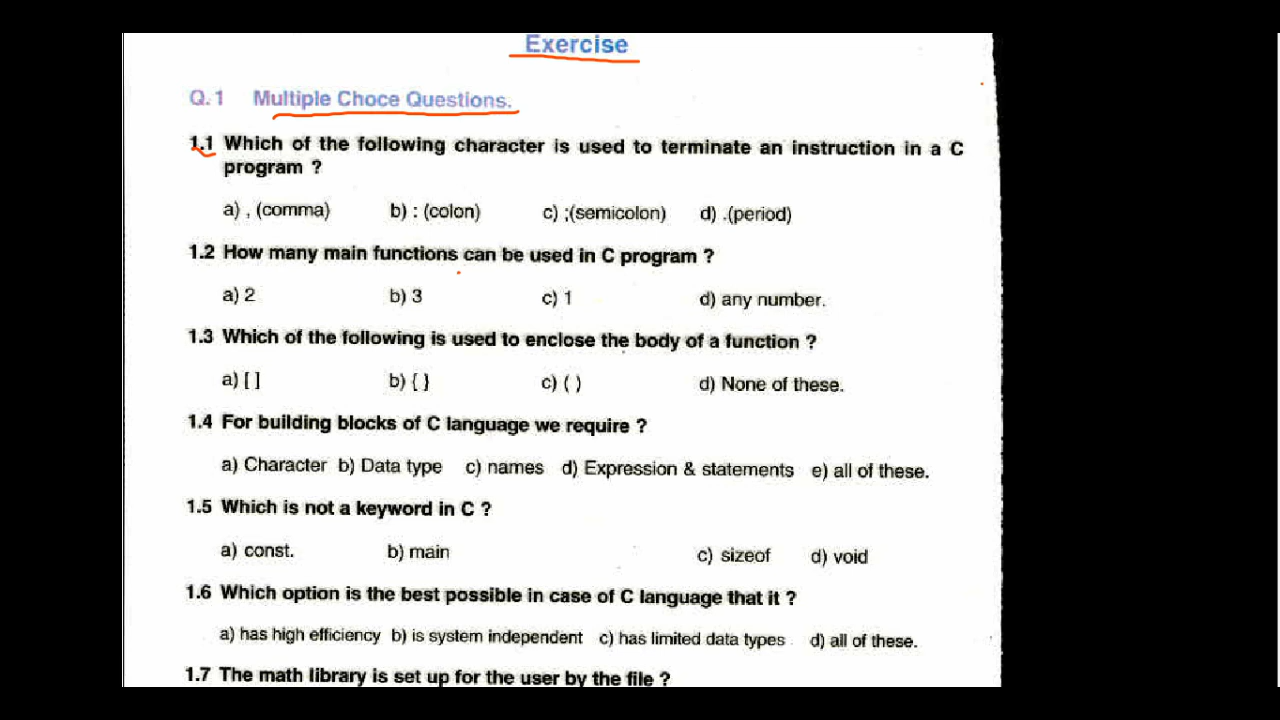 Exercise
Q.1 Multiple Choce Questions.
1.1 Which of the following character is used to terminate an instruction in a C
program ?
a) , (comma) b) : (colon) c) ;(semicolon) d) .(period)
1.2 How many main functions can be used in C program ?
a) 2 b) 3 c) 1 d) any number.
1.3 Which of the following is used to enclose the body of a function ?
a) [ ] b) { } c) ( ) d) None of these.
1.4 For building blocks of C language we require ?
a) Character b) Data type c) names d) Expression & statements e) all of these.
1.5 Which is not a keyword in C ?
a) const. b) main c) sizeof d) void
1.6 Which option is the best possible in case of C language that it ?
a) has high efficiency b) is system independent c) has limited data types d) all of these.
1.7 The math library is set up for the user by the file ?